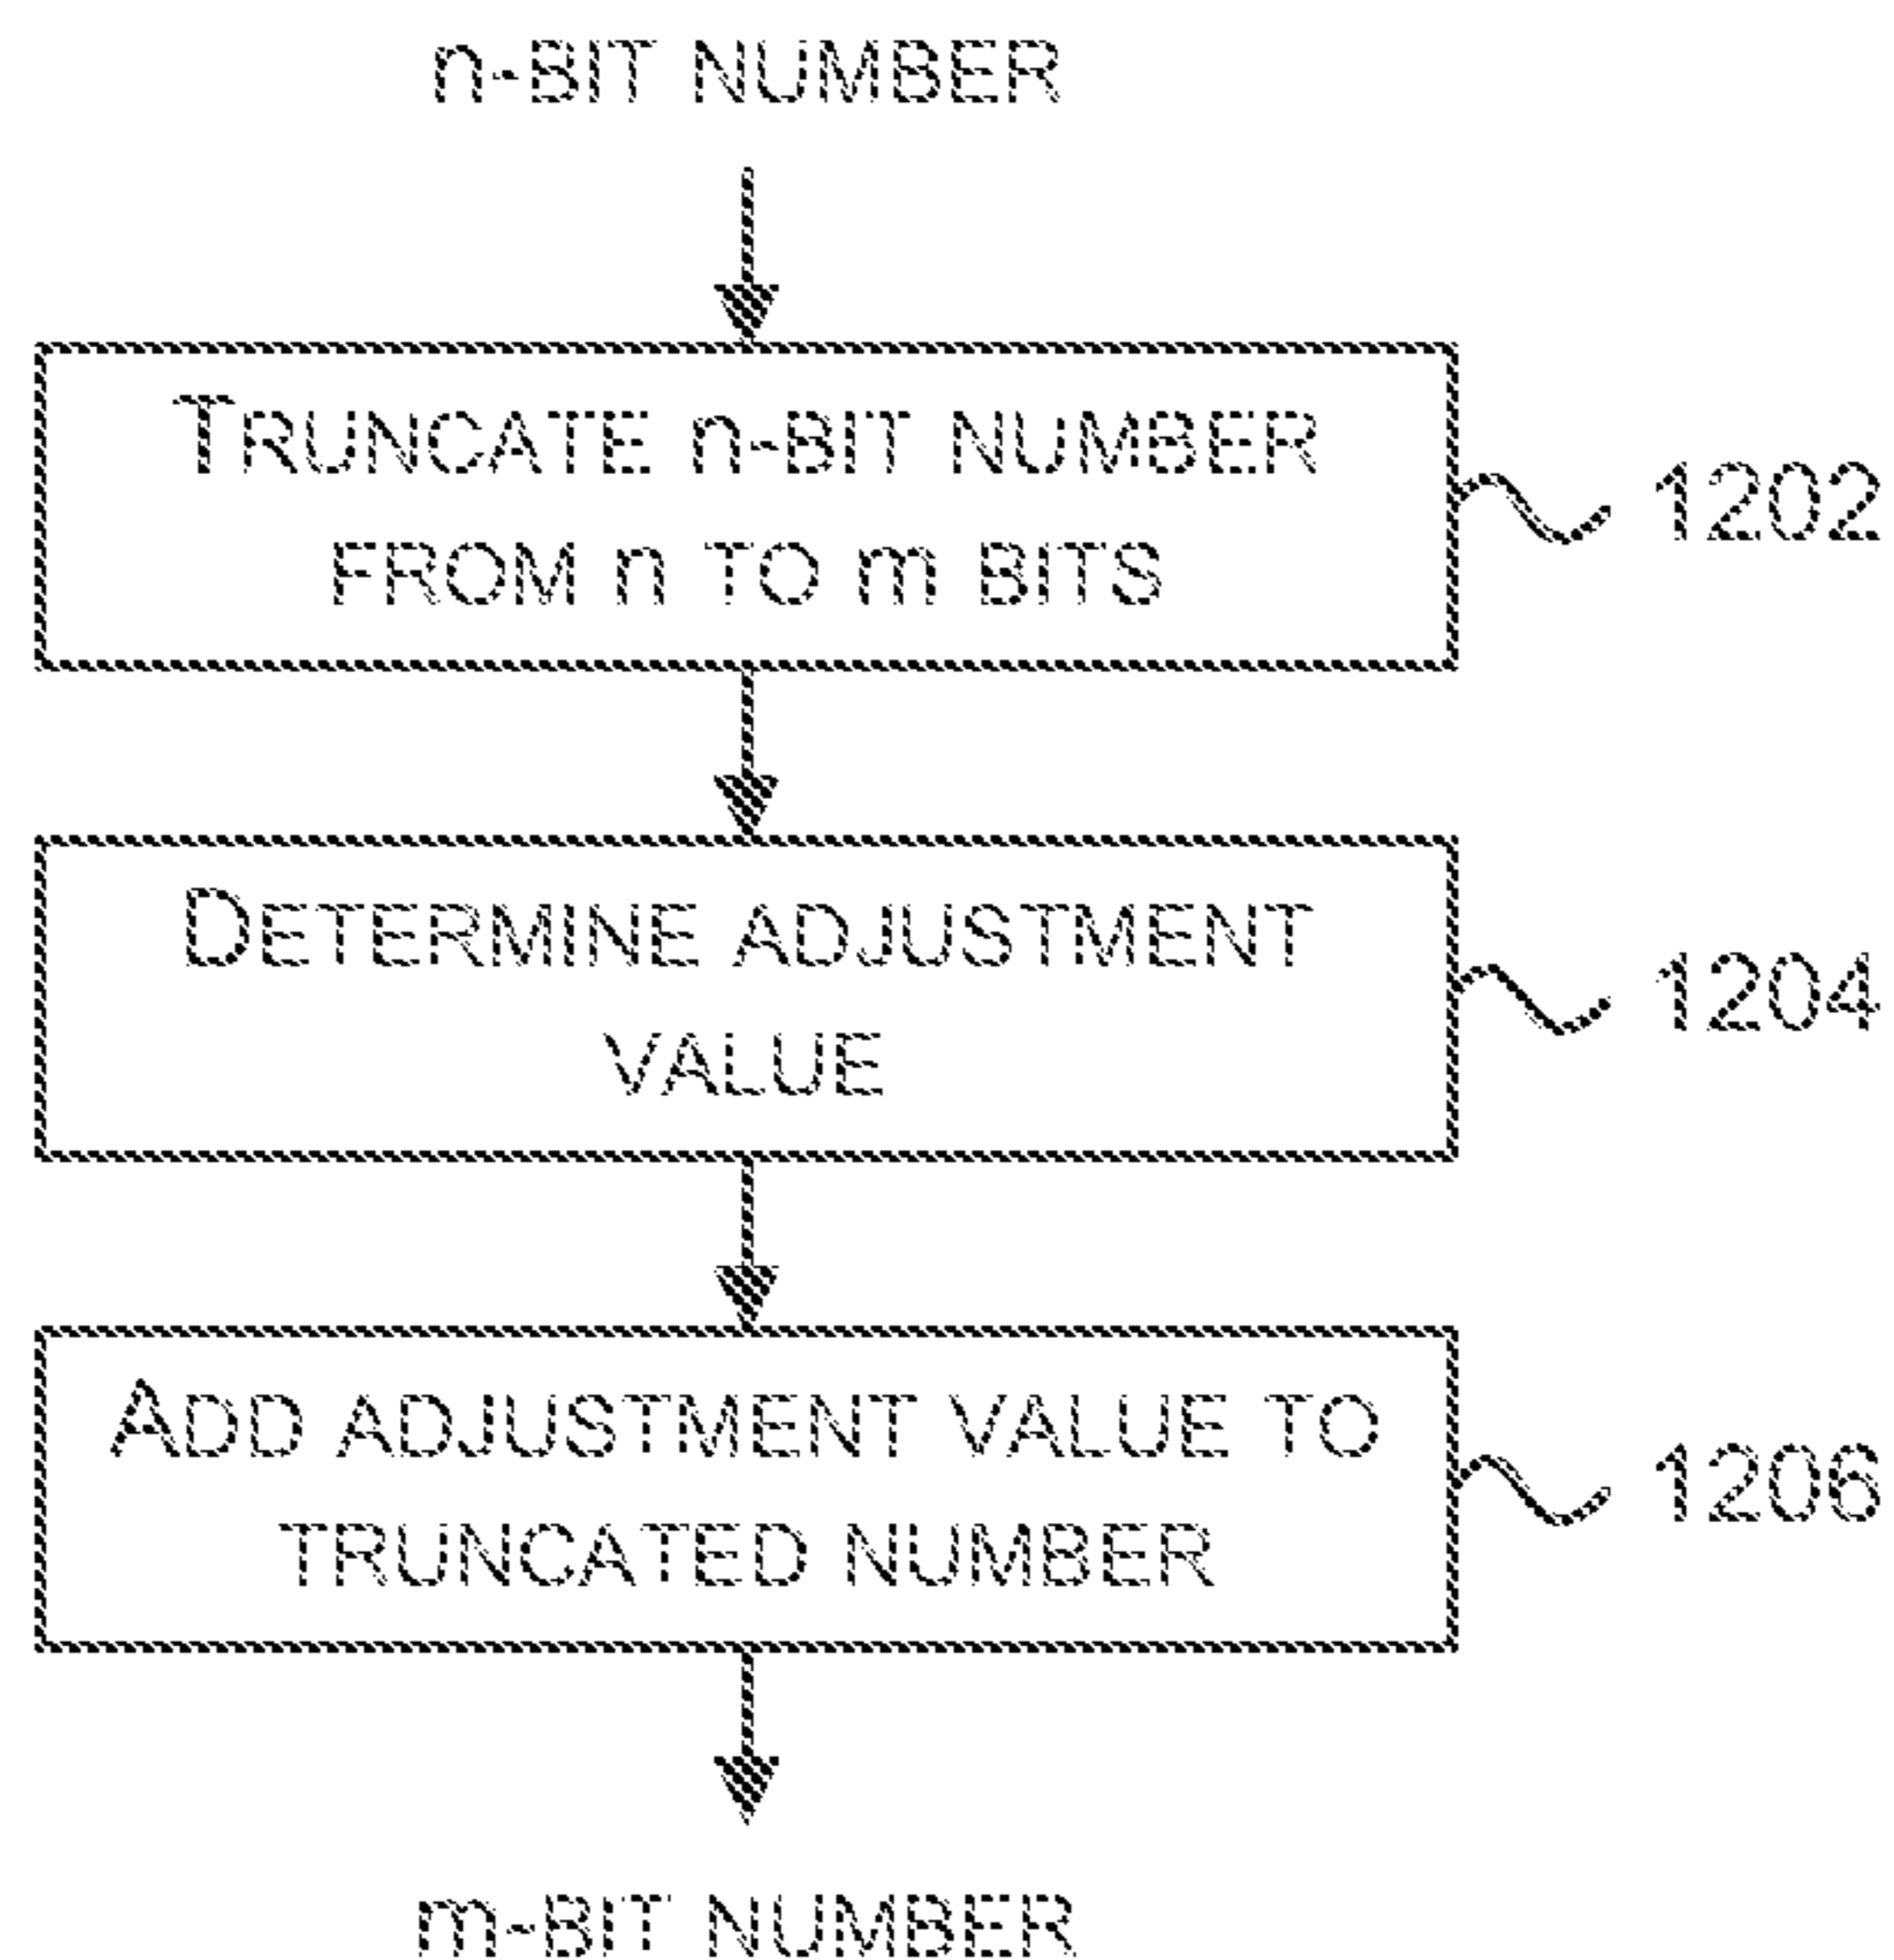 n-BIT NUMBER
TRUNCATE n-BIT NUMBER
FROM n TO m BITS
1202
DETERMINE ADJUSTMENT
VALUE
1204
ADD ADJUSTMENT VALUE TO
TRUNCATED NUMBER
1206
m-BIT NUMBER